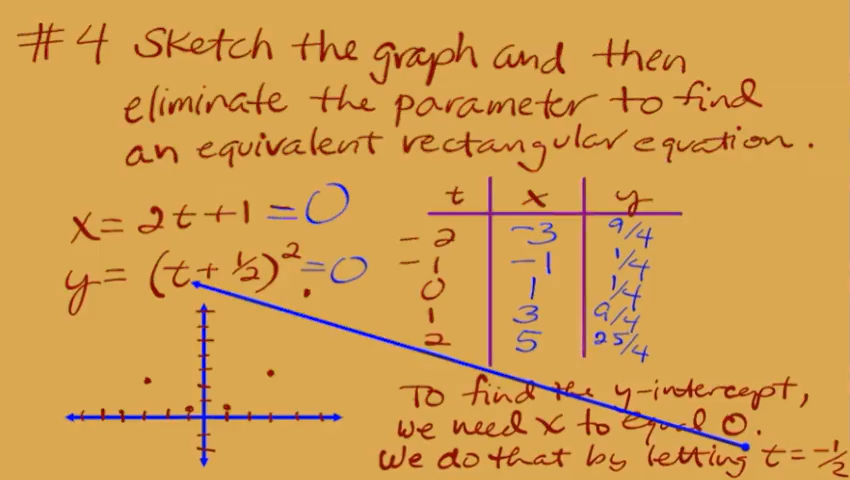 #4 Sketch the graph and then
eliminate the parameter to find
an equivalent rectangular equation.
x = 2t+1 = 0
y = (t + 1/2)² = 0
t x y
-2 -3 9/4
-1 -1 1/4
0 1 1/4
1 3 9/4
2 5 25/4
To find the y-intercept,
we need x to equal 0.
We do that by letting t = -1/2